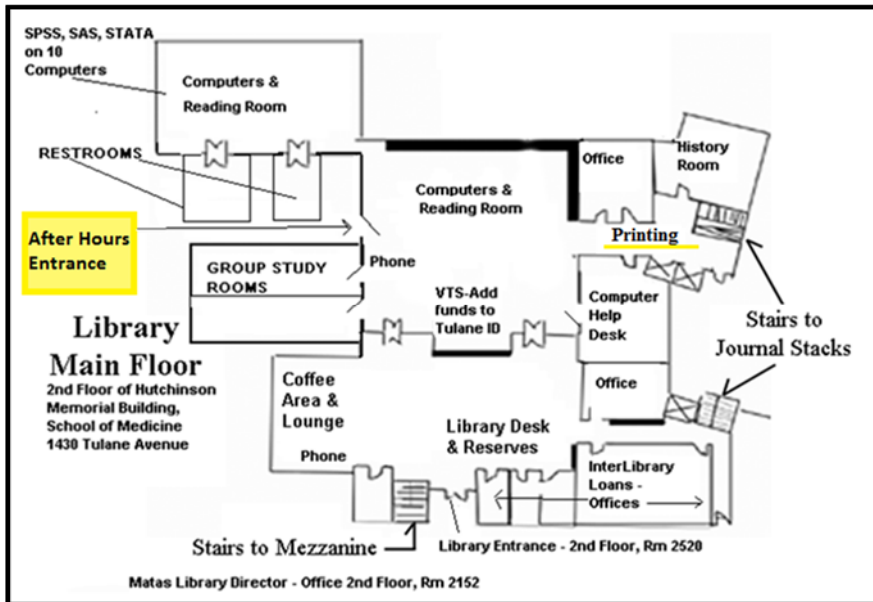 SPSS, SAS, STATA
on 10
Computers
Computers &
Reading Room
RESTROOMS
Office
History
Room
Computers &
Reading Room
After Hours
Entrance
Printing
Phone
GROUP STUDY
ROOMS
VTS-Add
funds to
Tulane ID
Computer
Help
Desk
Stairs to
Journal Stacks
Library
Main Floor
2nd Floor of Hutchinson
Memorial Building,
School of Medicine
1430 Tulane Avenue
Coffee
Area &
Lounge
Office
Phone
Library Desk
& Reserves
InterLibrary
Loans -
Offices
Stairs to Mezzanine
Library Entrance - 2nd Floor, Rm 2520
Matas Library Director - Office 2nd Floor, Rm 2152